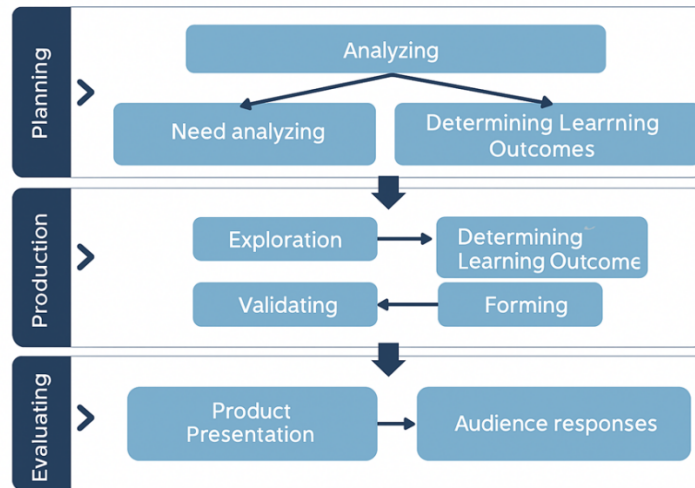 Planning
Analyzing
Need analyzing
Determining Learrning
Outcomes
Production
Exploration
Determining
Learning Outcome
Validating
Forming
Evaluating
Product
Presentation
Audience responses